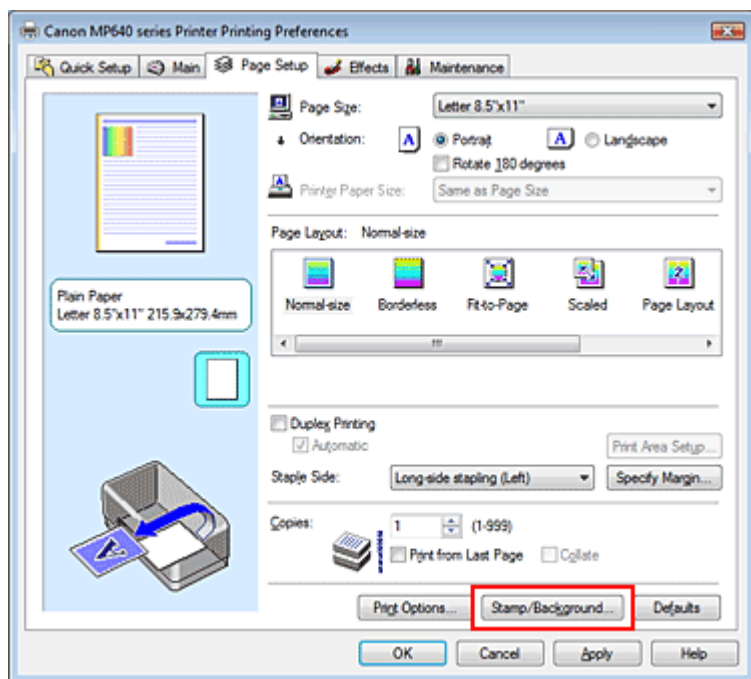 Canon MP640 series Printer Printing Preferences
Quick Setup Main Page Setup Effects Maintenance
Page Size: Letter 8.5"x11"
Orientation: A Portrait A Landscape
Rotate 180 degrees
Printer Paper Size: Same as Page Size
Page Layout: Normal-size
Normal-size Borderless Fit-to-Page Scaled Page Layout
Plain Paper
Letter 8.5"x11" 215.9x279.4mm
Duplex Printing
Automatic Print Area Setup...
Staple Side: Long-side stapling (Left) Specify Margin...
Copies: 1 (1-999)
Print from Last Page Collate
Print Options... Stamp/Background... Defaults
OK Cancel Apply Help